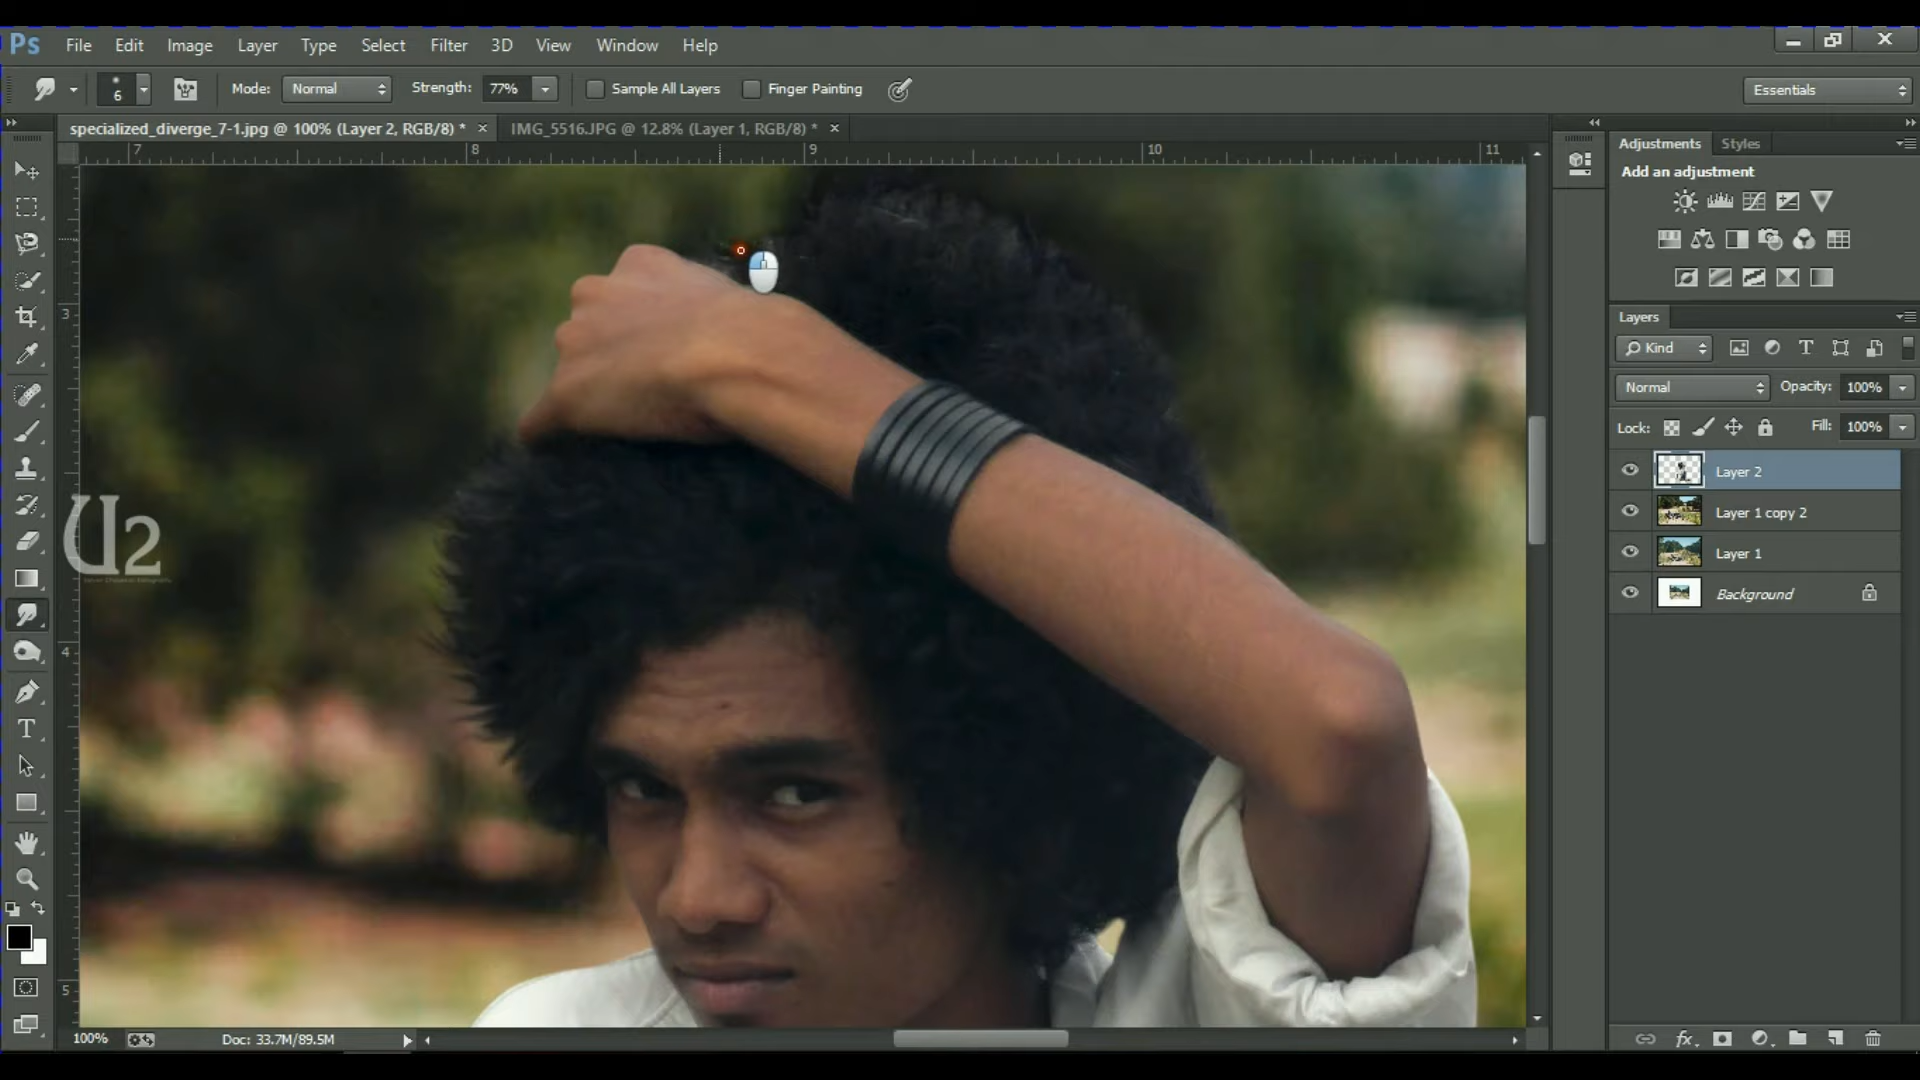 Ps File Edit Image Layer Type Select Filter 3D View Window Help
6 Mode: Normal Strength: 77% Sample All Layers Finger Painting Essentials
specialized_diverge_7-1.jpg @ 100% (Layer 2, RGB/8) * IMG_5516.JPG @ 12.8% (Layer 1, RGB/8) *
7 8 9 10 11
3
4
5
U2
Adjustments Styles
Add an adjustment
Layers
Kind
Normal Opacity: 100%
Lock: Fill: 100%
Layer 2
Layer 1 copy 2
Layer 1
Background
100% Doc: 33.7M/89.5M